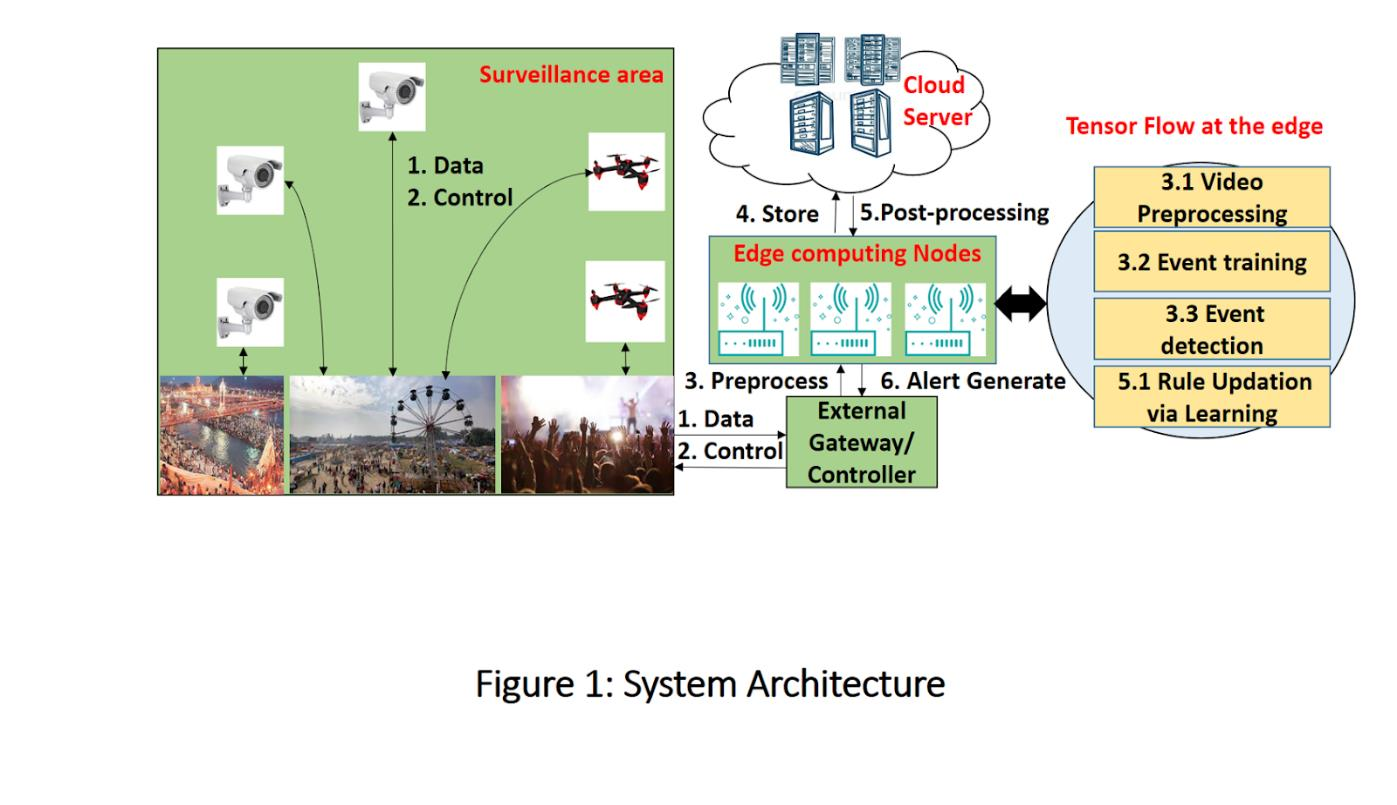 Surveillance area
1. Data
2. Control
Cloud
Server
4. Store
5.Post-processing
Edge computing Nodes
3. Preprocess
6. Alert Generate
1. Data
2. Control
External
Gateway/
Controller
Tensor Flow at the edge
3.1 Video
Preprocessing
3.2 Event training
3.3 Event
detection
5.1 Rule Updation
via Learning
Figure 1: System Architecture